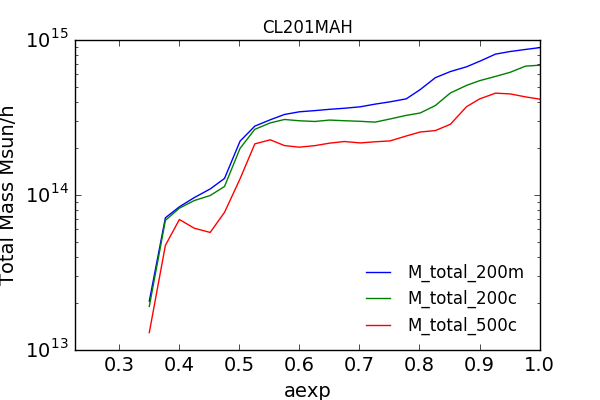 CL201MAH
Total Mass Msun/h
10^15
10^14
10^13
M_total_200m
M_total_200c
M_total_500c
0.3 0.4 0.5 0.6 0.7 0.8 0.9 1.0
aexp